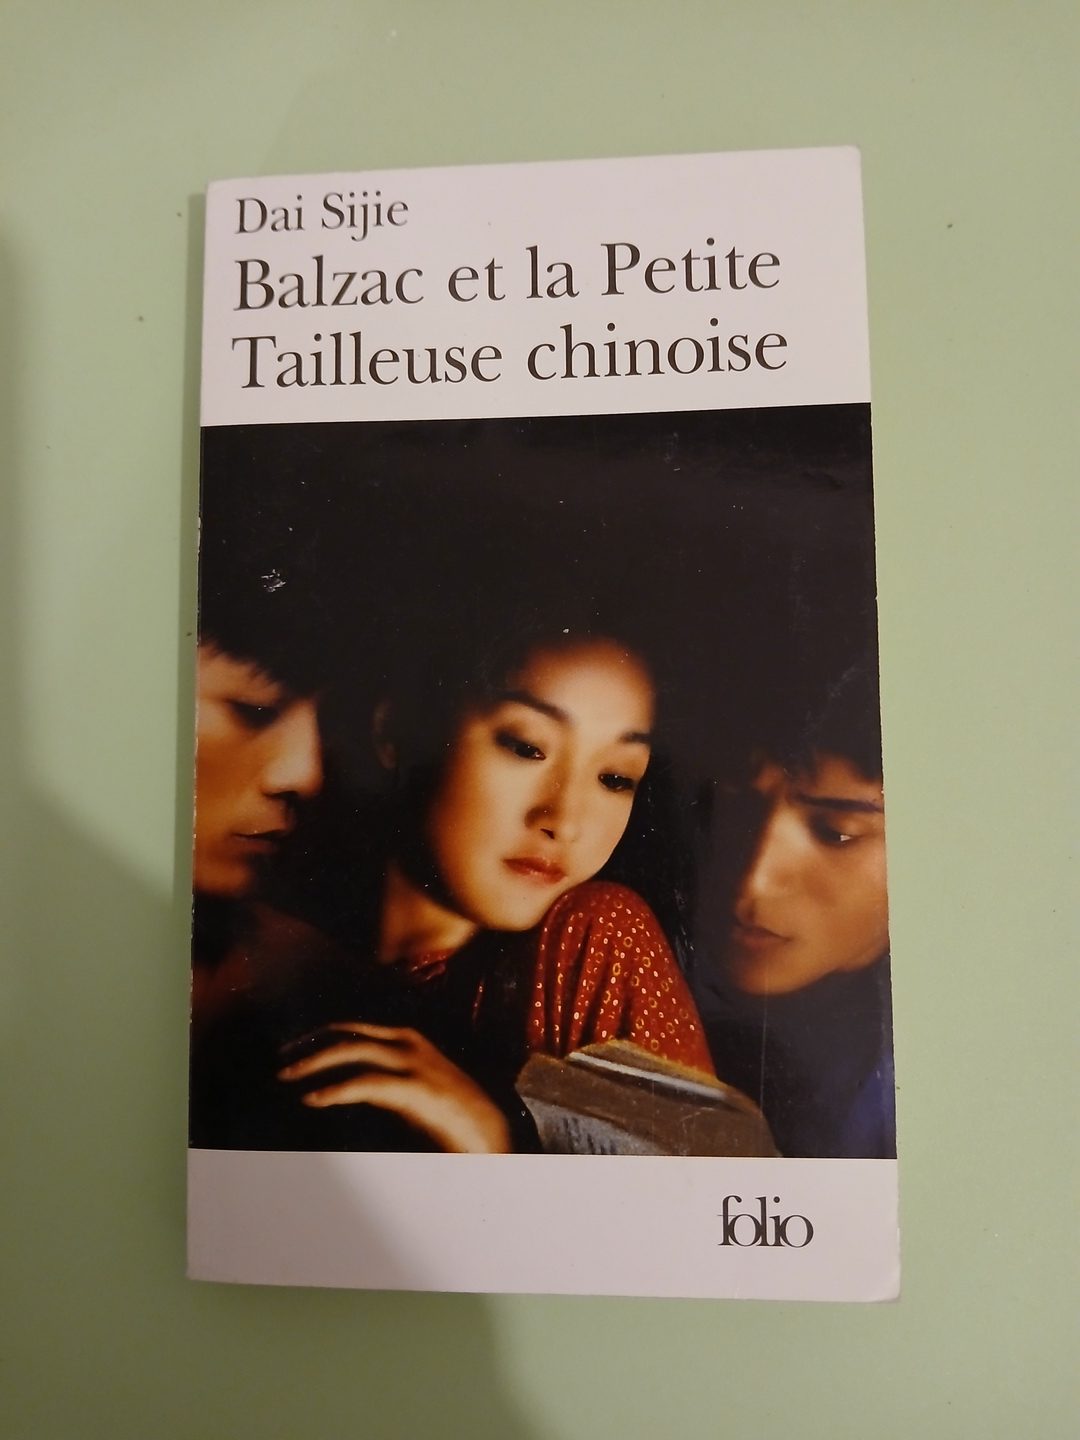 Dai Sijie
Balzac et la Petite
Tailleuse chinoise
folio